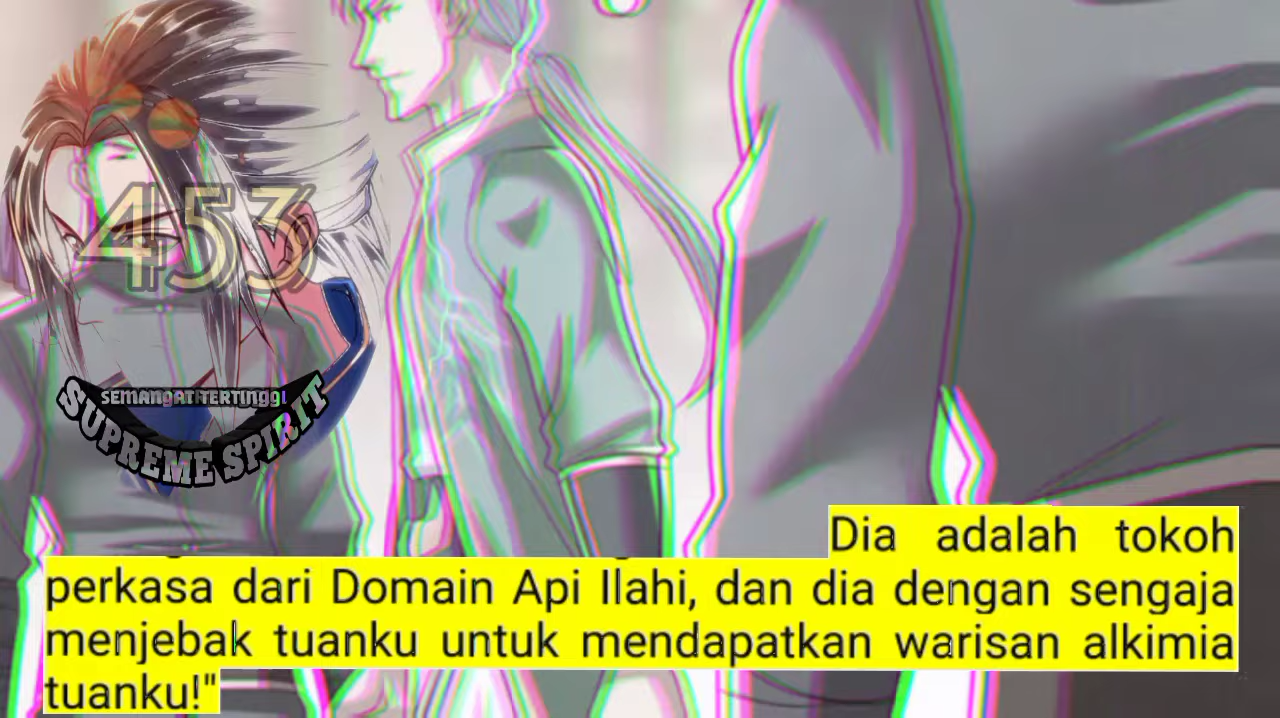 453
SEMANGAT TERTINGGI
SUPREME SPIRIT
Dia adalah tokoh
perkasa dari Domain Api Ilahi, dan dia dengan sengaja
menjebak tuanku untuk mendapatkan warisan alkimia
tuanku!"